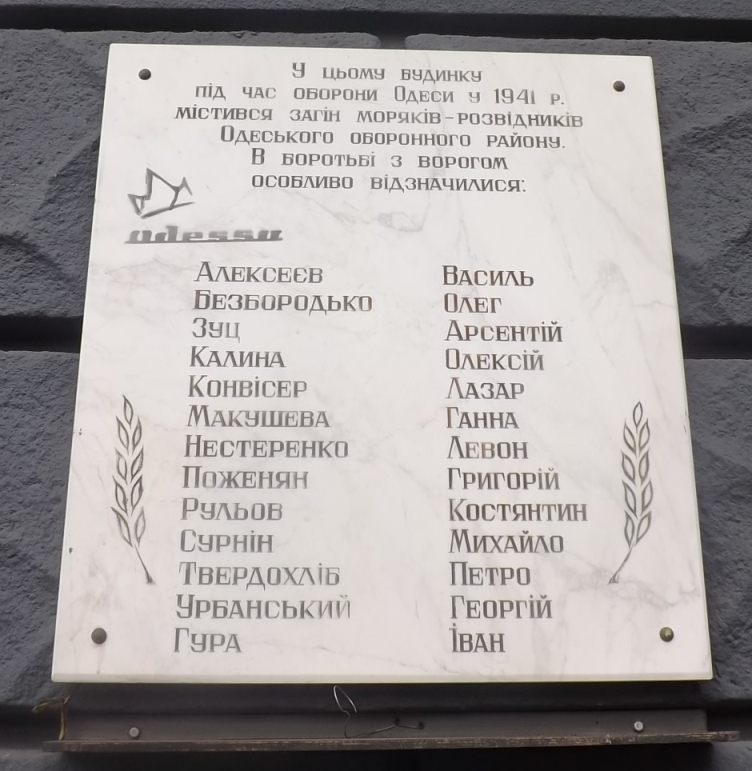 У цьому будинку
під час оборони Одеси у 1941 р.
містився загін моряків-розвідників
Одеського оборонного району.
В боротьбі з ворогом
особливо відзначилися:
odessa
Алексеєв Василь
Безбородько Олег
Зуц Арсентій
Калина Олексій
Конвісер Лазар
Макушева Ганна
Нестеренко Левон
Поженян Григорій
Рульов Костянтин
Сурнін Михайло
Твердохліб Петро
Урбанський Георгій
Гура Іван